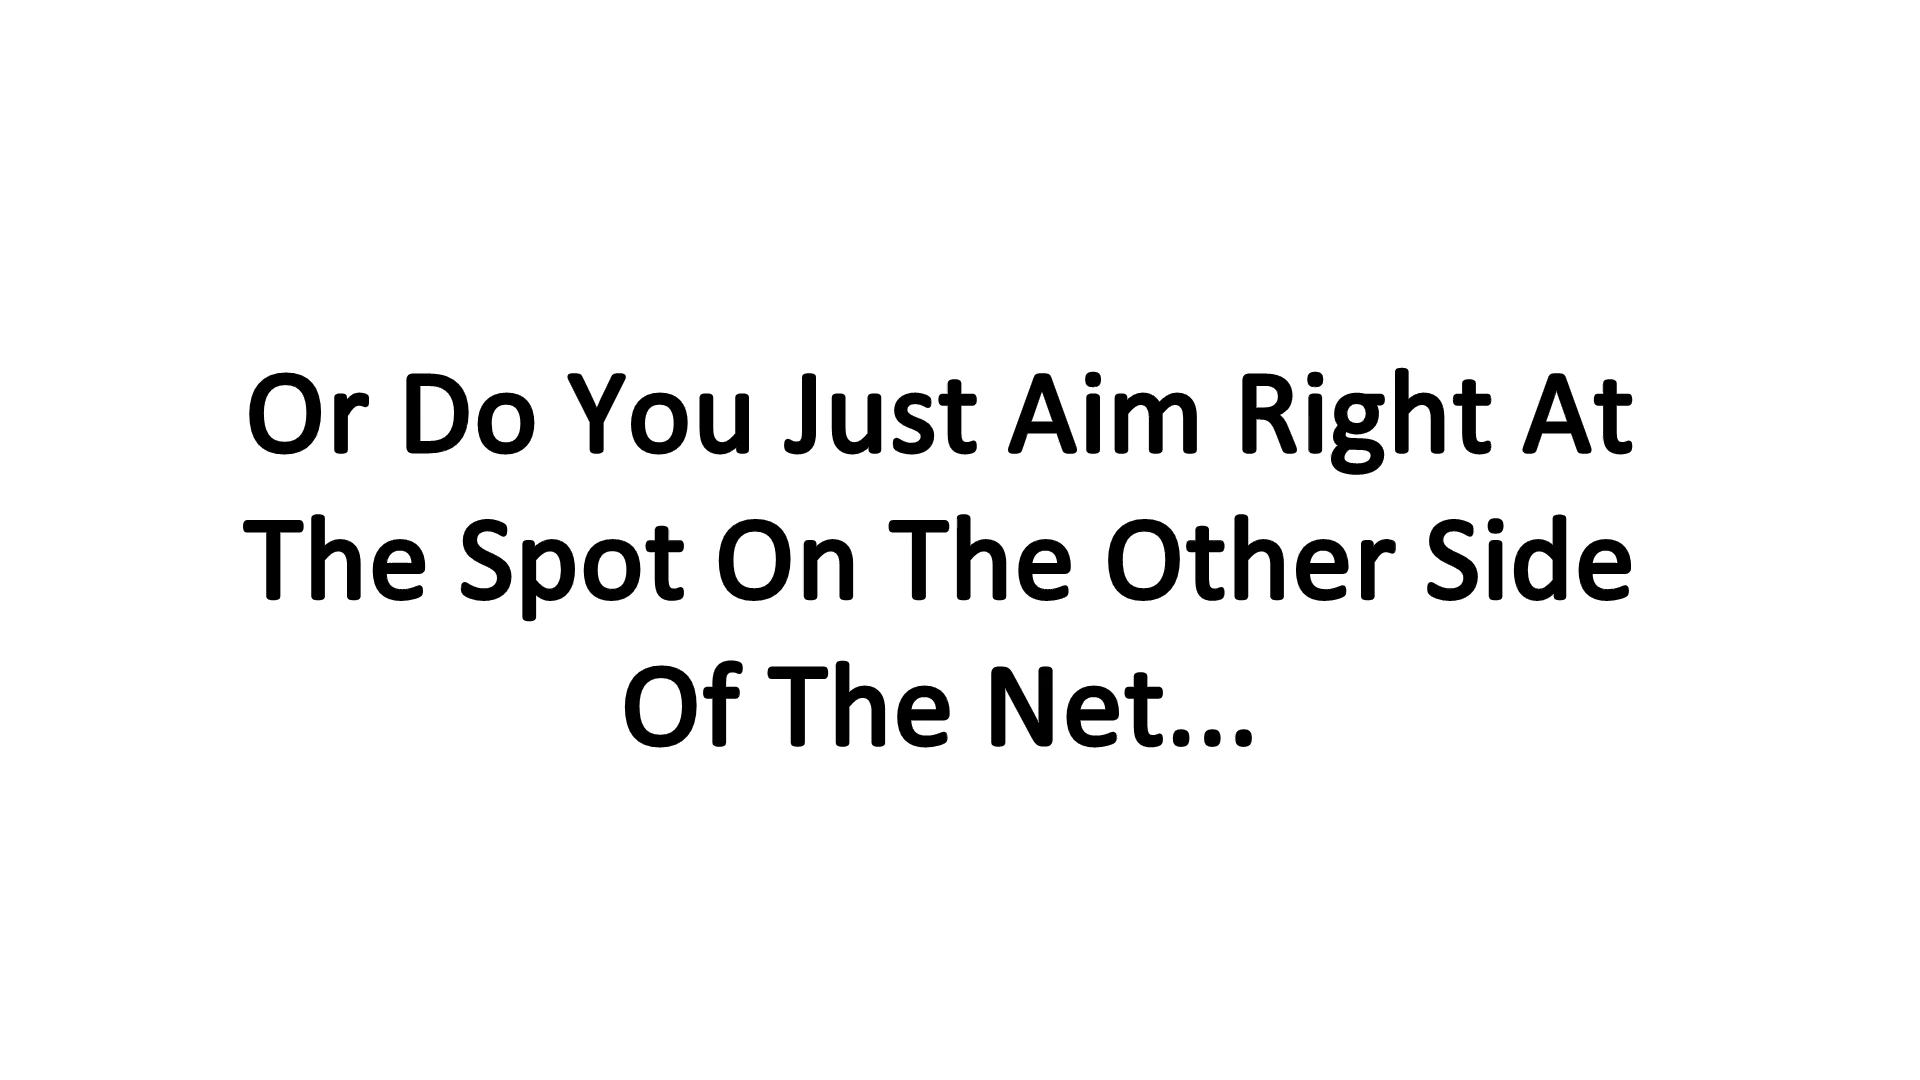 Or Do You Just Aim Right At
The Spot On The Other Side
Of The Net...